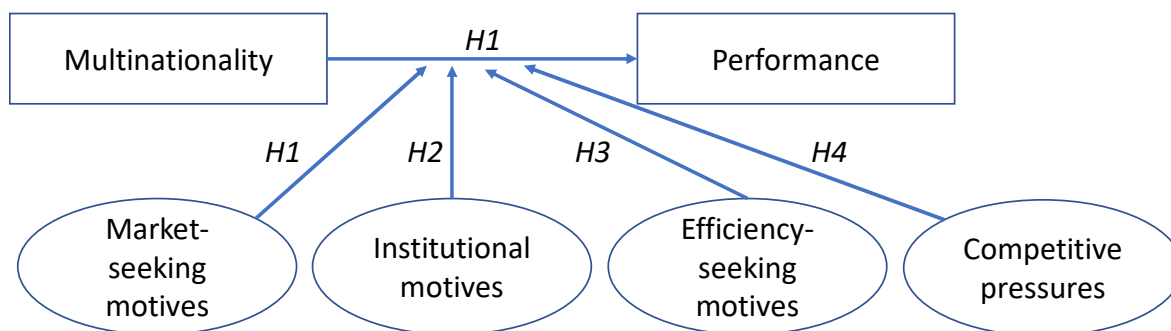 H1
Multinationality
Performance
H1
H2
H3
H4
Market-
seeking
motives
Institutional
motives
Efficiency-
seeking
motives
Competitive
pressures